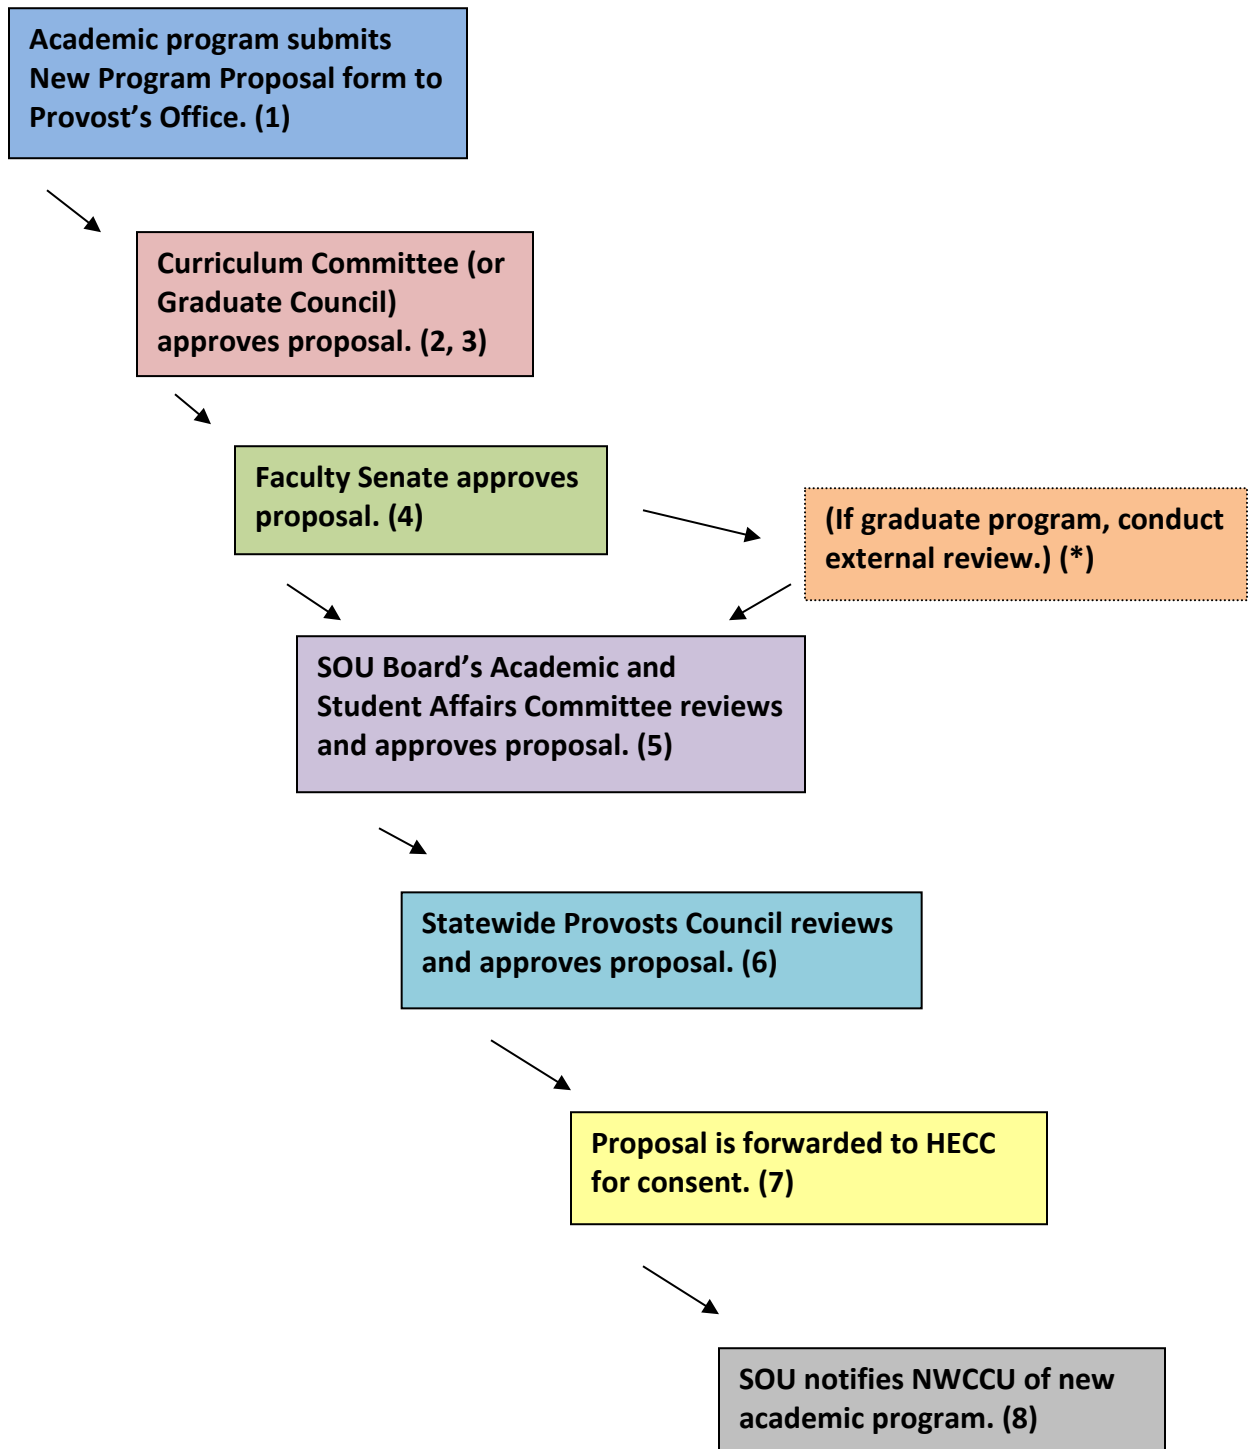 Academic program submits
New Program Proposal form to
Provost’s Office. (1)
Curriculum Committee (or
Graduate Council)
approves proposal. (2, 3)
Faculty Senate approves
proposal. (4)
(If graduate program, conduct
external review.) (*)
SOU Board’s Academic and
Student Affairs Committee reviews
and approves proposal. (5)
Statewide Provosts Council reviews
and approves proposal. (6)
Proposal is forwarded to HECC
for consent. (7)
SOU notifies NWCCU of new
academic program. (8)